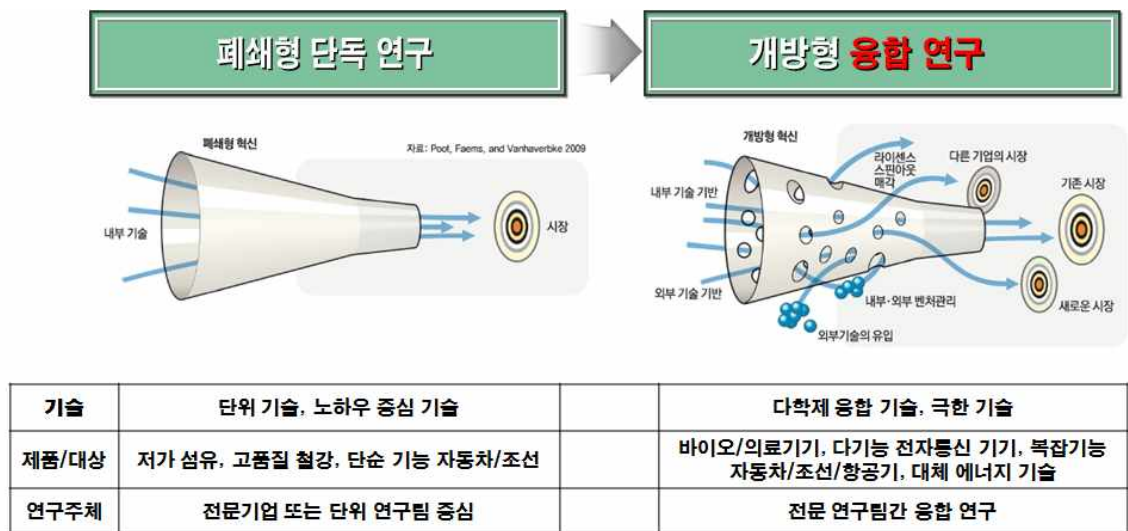 폐쇄형 단독 연구
개방형 융합 연구
폐쇄형 혁신
자료: Poot, Faems, and Vanhaverbke 2009
내부 기술
시장
개방형 혁신
라이센스
스핀아웃
매각
다른 기업의 시장
기존 시장
내부 기술 기반
외부 기술 기반
내부·외부 벤처관리
새로운 시장
외부기술의 유입
기술 단위 기술, 노하우 중심 기술 다학제 융합 기술, 극한 기술
제품/대상 저가 섬유, 고품질 철강, 단순 기능 자동차/조선 바이오/의료기기, 다기능 전자통신 기기, 복잡기능
자동차/조선/항공기, 대체 에너지 기술
연구주체 전문기업 또는 단위 연구팀 중심 전문 연구팀간 융합 연구